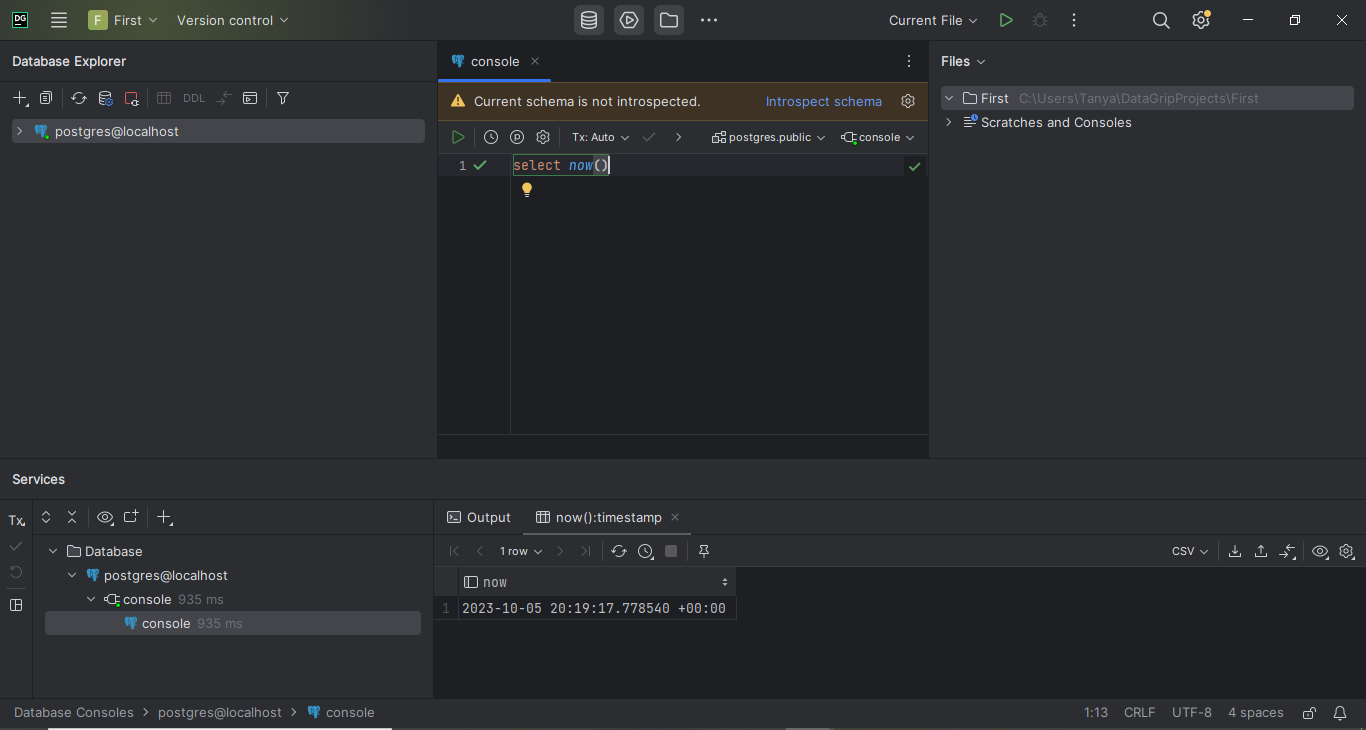 DG F First Version control Current File
Database Explorer
DDL
postgres@localhost
console
Current schema is not introspected. Introspect schema
Tx: Auto postgres.public console
1 select now()
Files
First C:\Users\Tanya\DataGripProjects\First
Scratches and Consoles
Services
Tx
Database
postgres@localhost
console 935 ms
console 935 ms
Output now():timestamp
1 row CSV
now
1 2023-10-05 20:19:17.778540 +00:00
Database Consoles > postgres@localhost > console 1:13 CRLF UTF-8 4 spaces